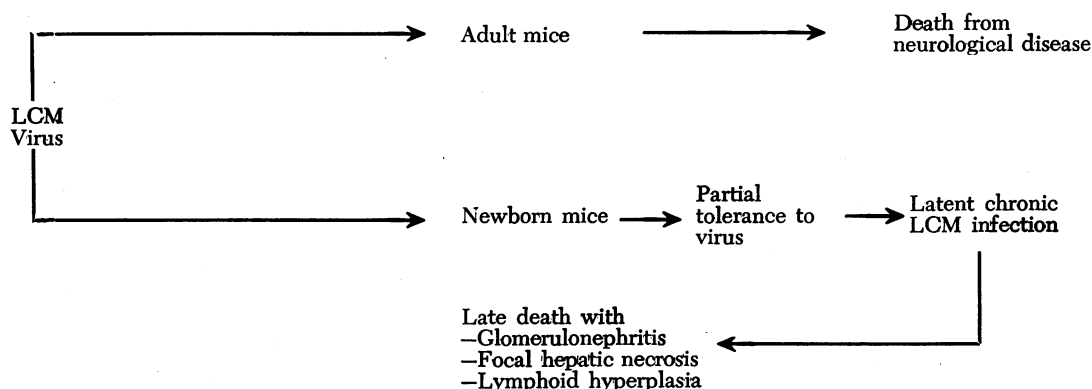 LCM
Virus
Adult mice
Death from
neurological disease
Newborn mice
Partial
tolerance to
virus
Latent chronic
LCM infection
Late death with
—Glomerulonephritis
—Focal hepatic necrosis
—Lymphoid hyperplasia